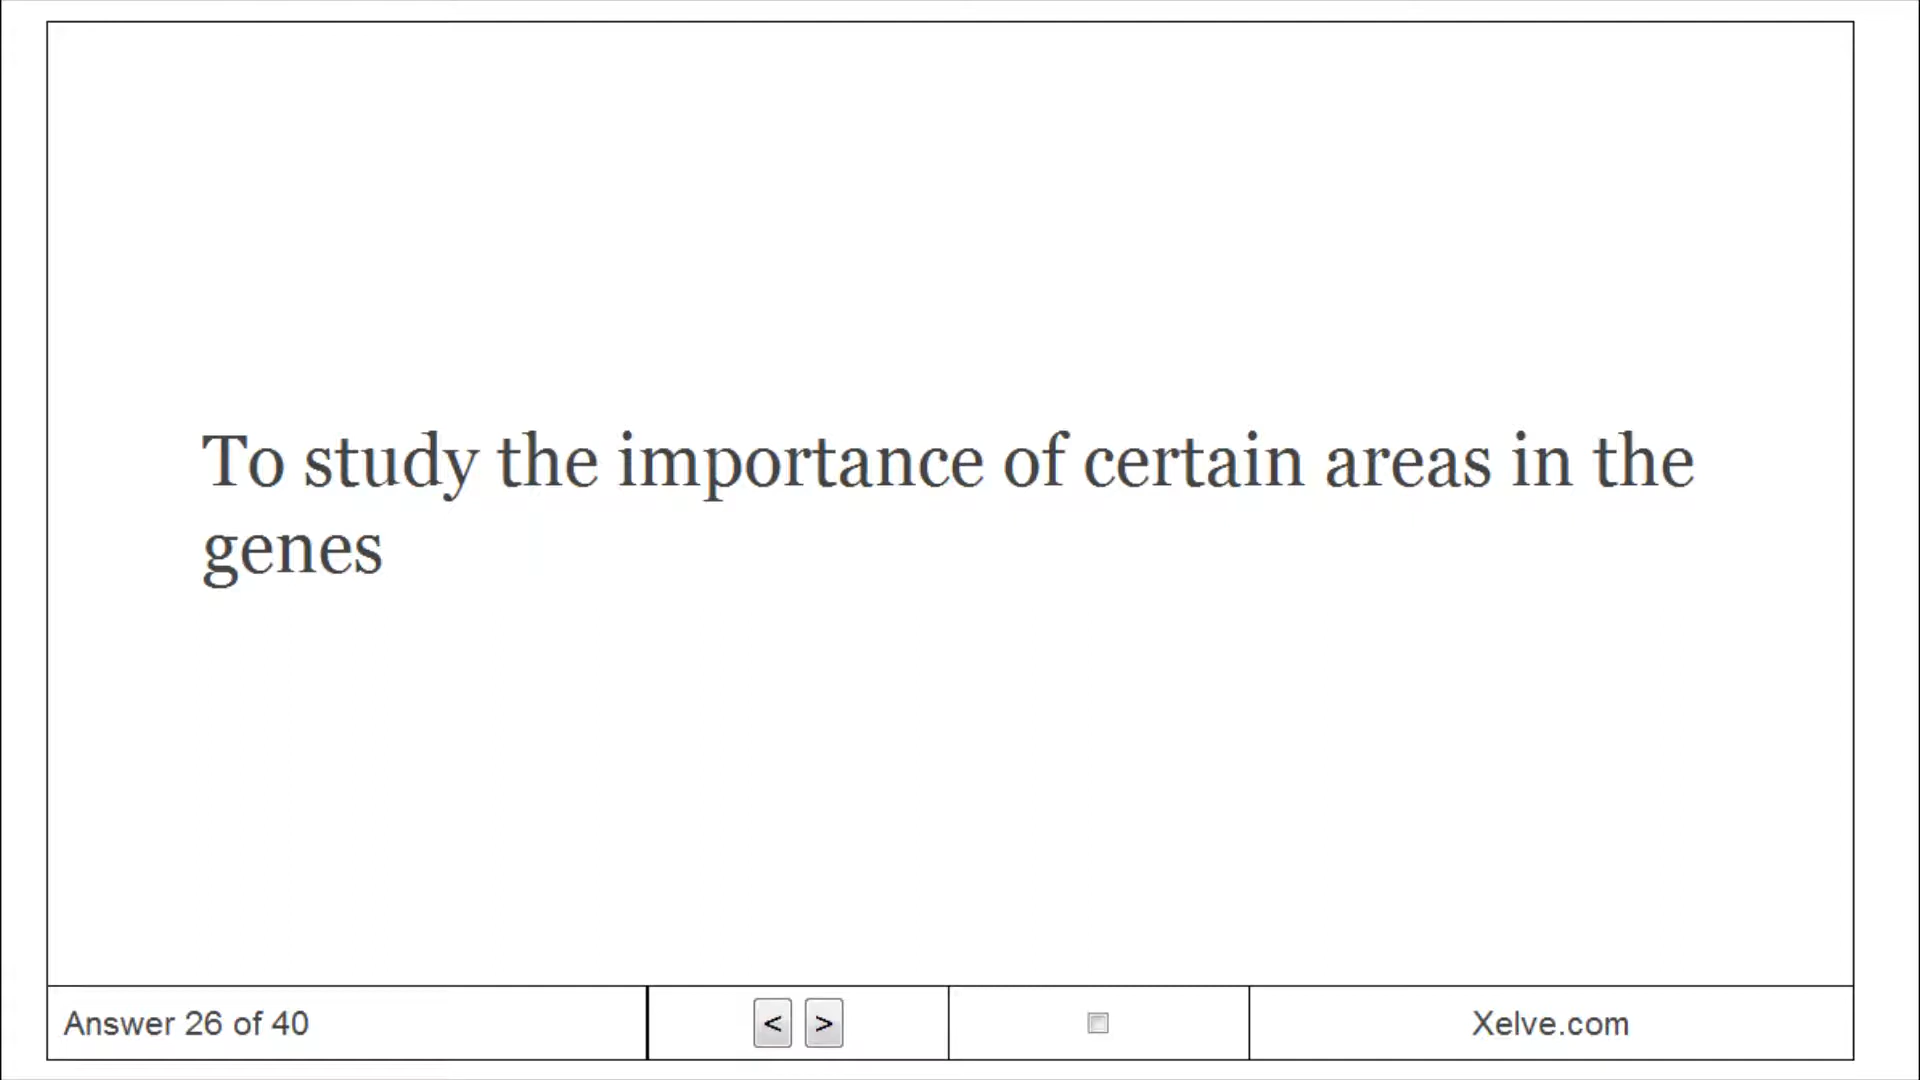 To study the importance of certain areas in the
genes
Answer 26 of 40
< >
Xelve.com